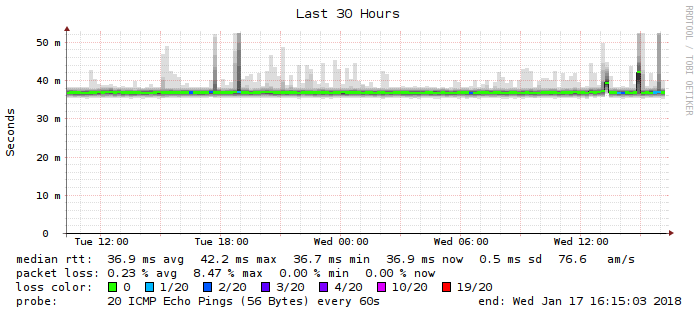 Last 30 Hours
RRDTOOL / TOBI OETIKER
Seconds
50 m
40 m
30 m
20 m
10 m
0
Tue 12:00 Tue 18:00 Wed 00:00 Wed 06:00 Wed 12:00
median rtt: 36.9 ms avg 42.2 ms max 36.7 ms min 36.9 ms now 0.5 ms sd 76.6 am/s
packet loss: 0.23 % avg 8.47 % max 0.00 % min 0.00 % now
loss color: 0 1/20 2/20 3/20 4/20 10/20 19/20
probe: 20 ICMP Echo Pings (56 Bytes) every 60s end: Wed Jan 17 16:15:03 2018